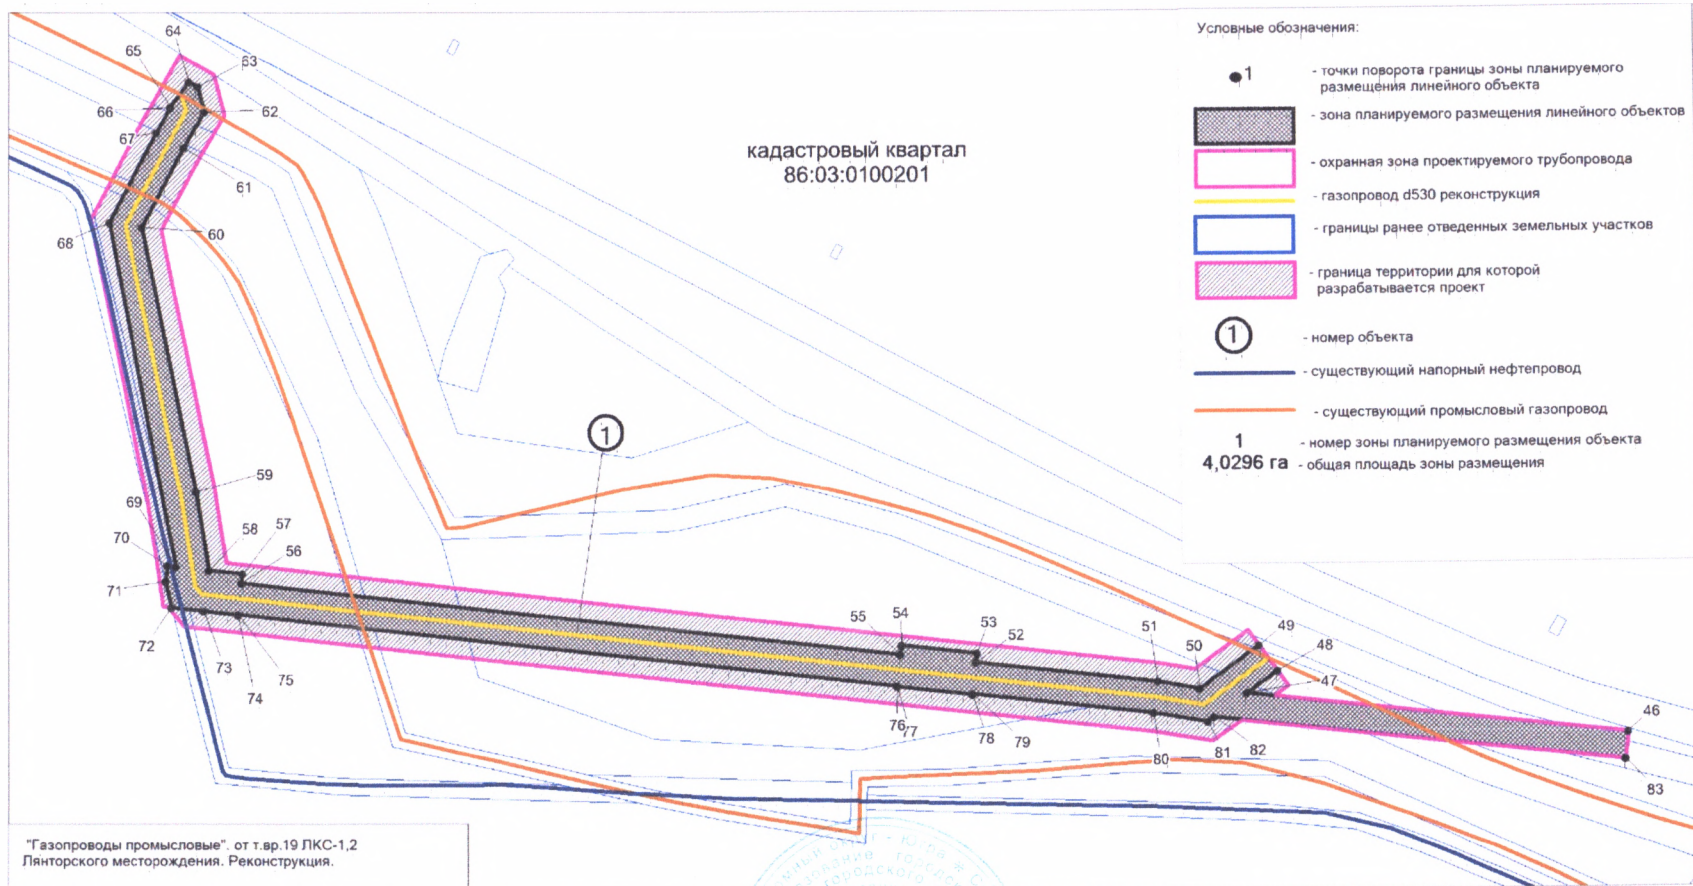 Условные обозначения:
1 - точки поворота границы зоны планируемого
размещения линейного объекта
- зона планируемого размещения линейного объектов
- охранная зона проектируемого трубопровода
- газопровод d530 реконструкция
- границы ранее отведенных земельных участков
- граница территории для которой
разрабатывается проект
1 - номер объекта
- существующий напорный нефтепровод
- существующий промысловый газопровод
1 - номер зоны планируемого размещения объекта
4,0296 га - общая площадь зоны размещения
кадастровый квартал
86:03:0100201
64
65
63
66
62
67
61
68
60
59
69
58
57
56
70
71
72
73
74
75
1
55
54
53
52
51
50
49
48
47
46
76
77
78
79
80
81
82
83
"Газопроводы промысловые". от т.вр.19 ЛКС-1,2
Лянторского месторождения. Реконструкция.